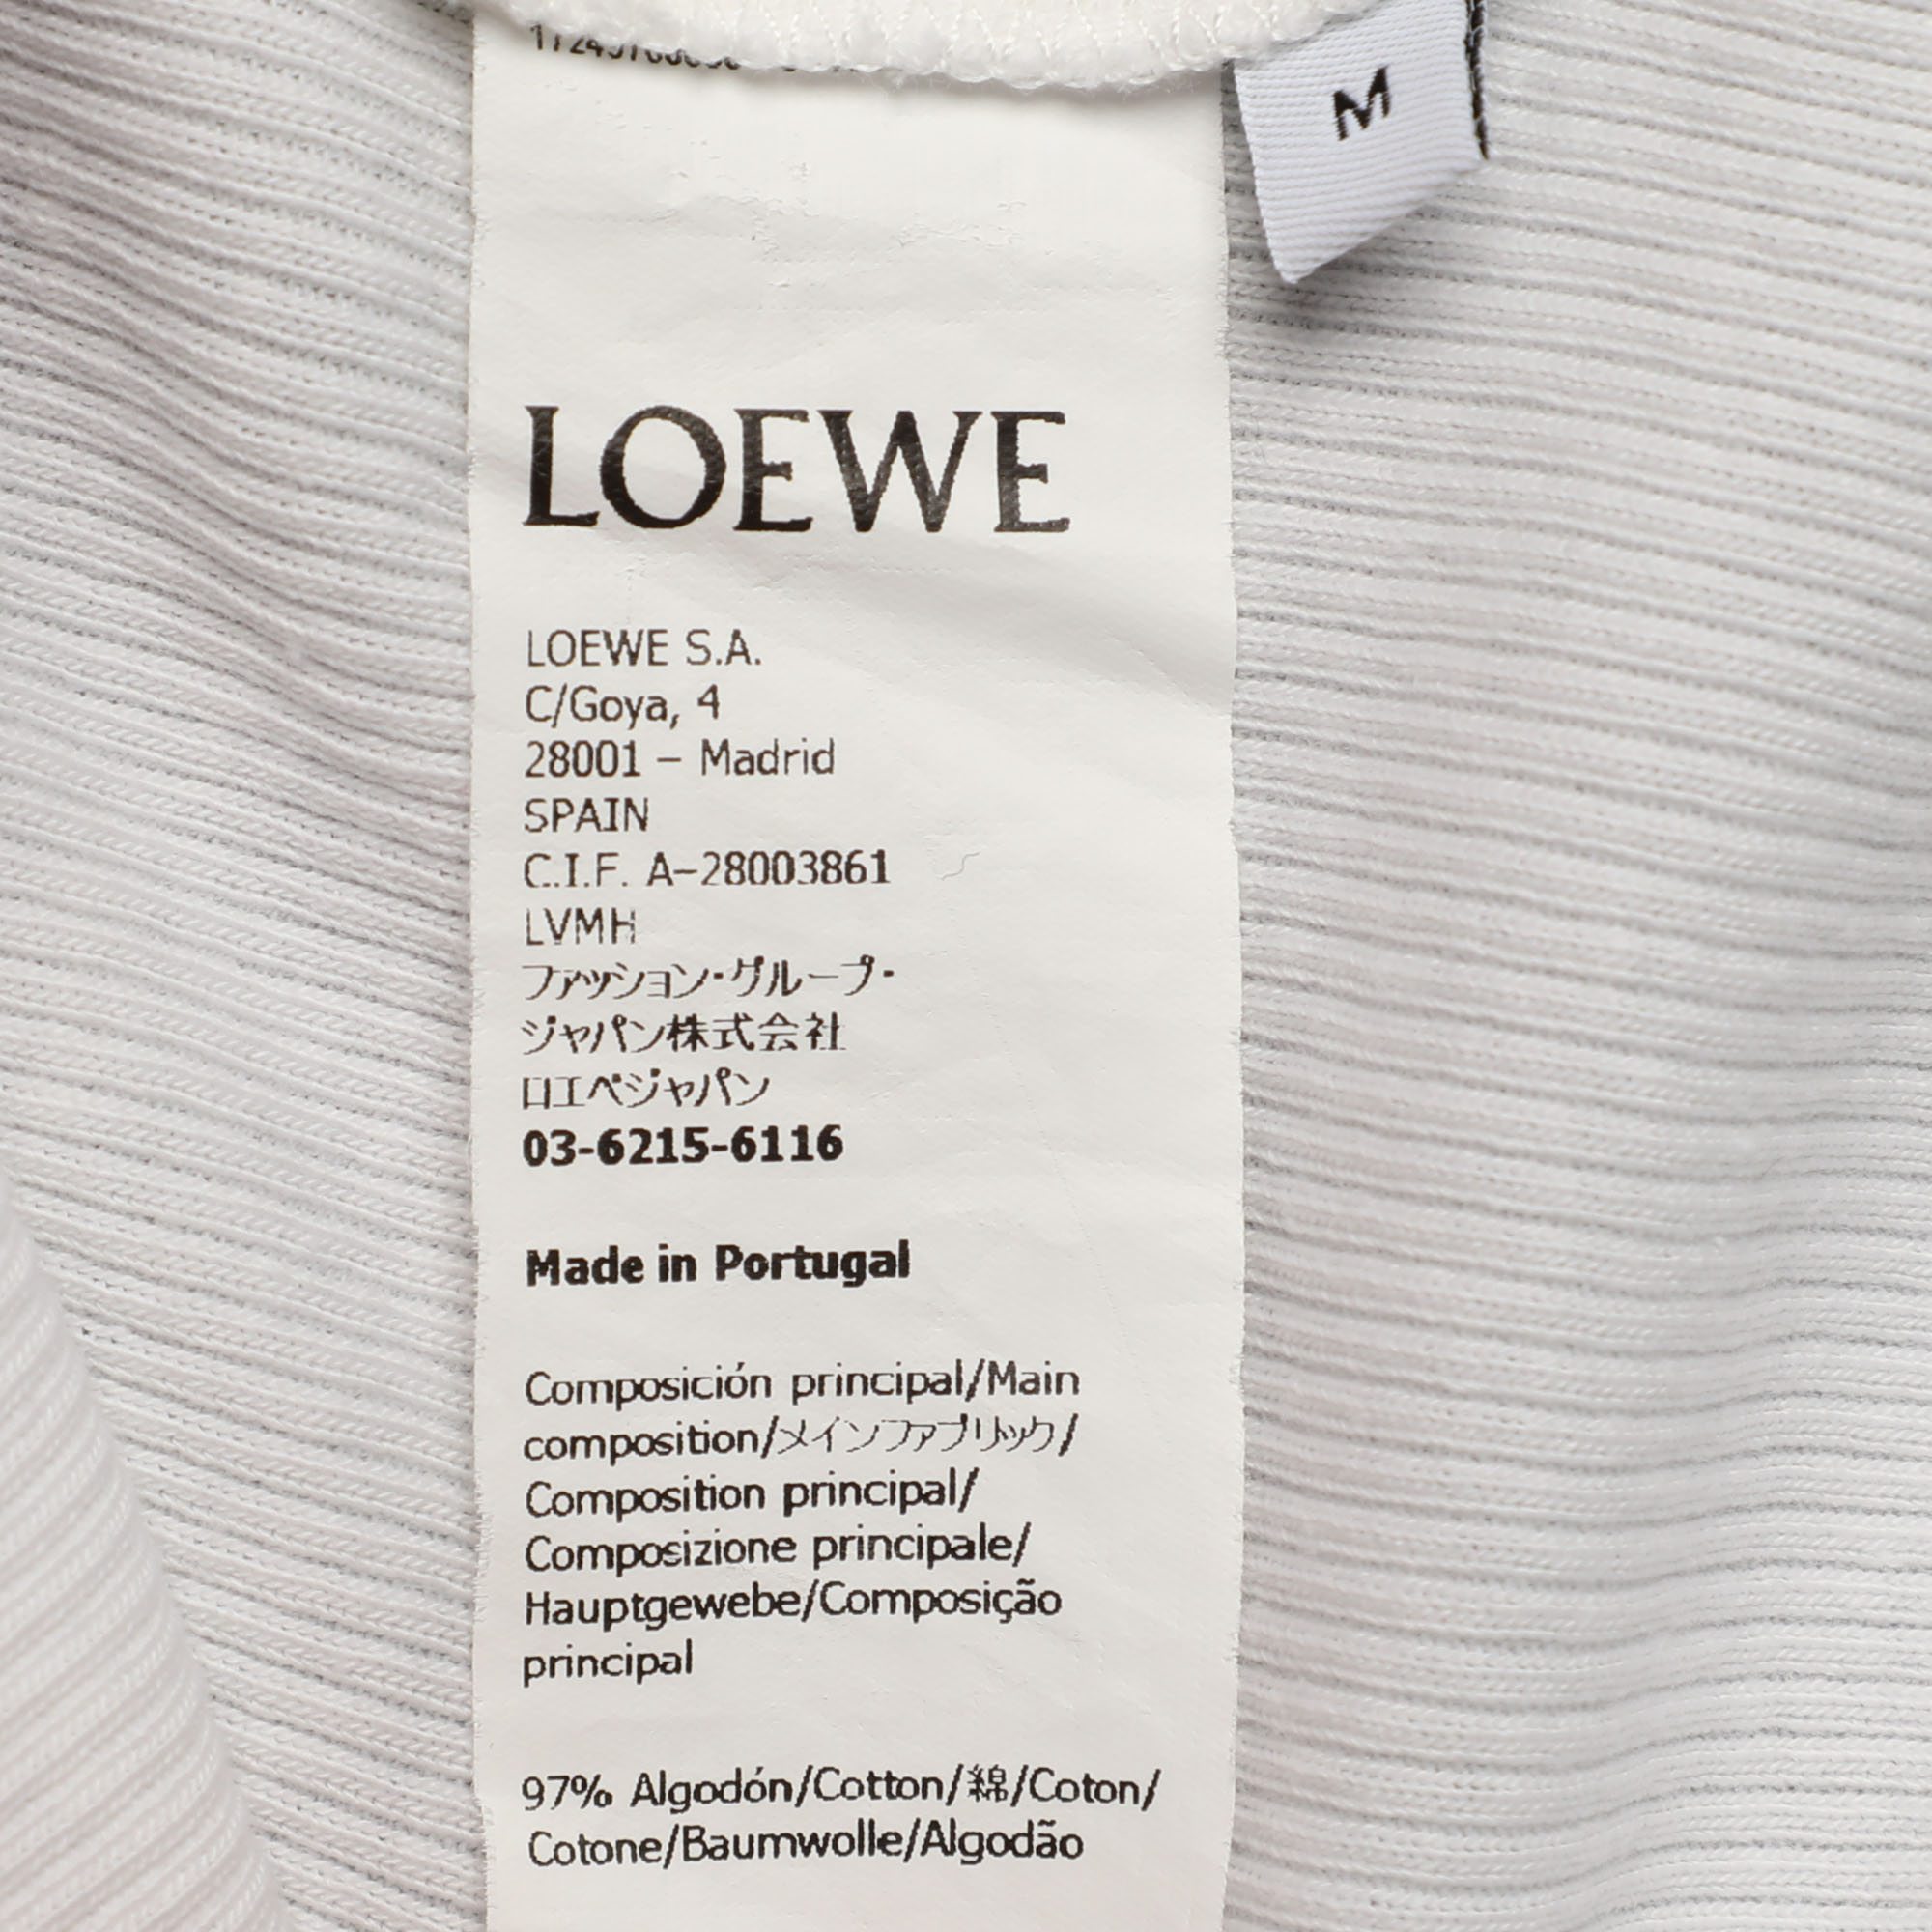 M
LOEWE
LOEWE S.A.
C/Goya, 4
28001 – Madrid
SPAIN
C.I.F. A-28003861
LVMH
ファッション・グループ・
ジャパン株式会社
ロエベジャパン
03-6215-6116
Made in Portugal
Composición principal/Main
composition/メインファブリック/
Composition principal/
Composizione principale/
Hauptgewebe/Composição
principal
97% Algodón/Cotton/綿/Coton/
Cotone/Baumwolle/Algodão